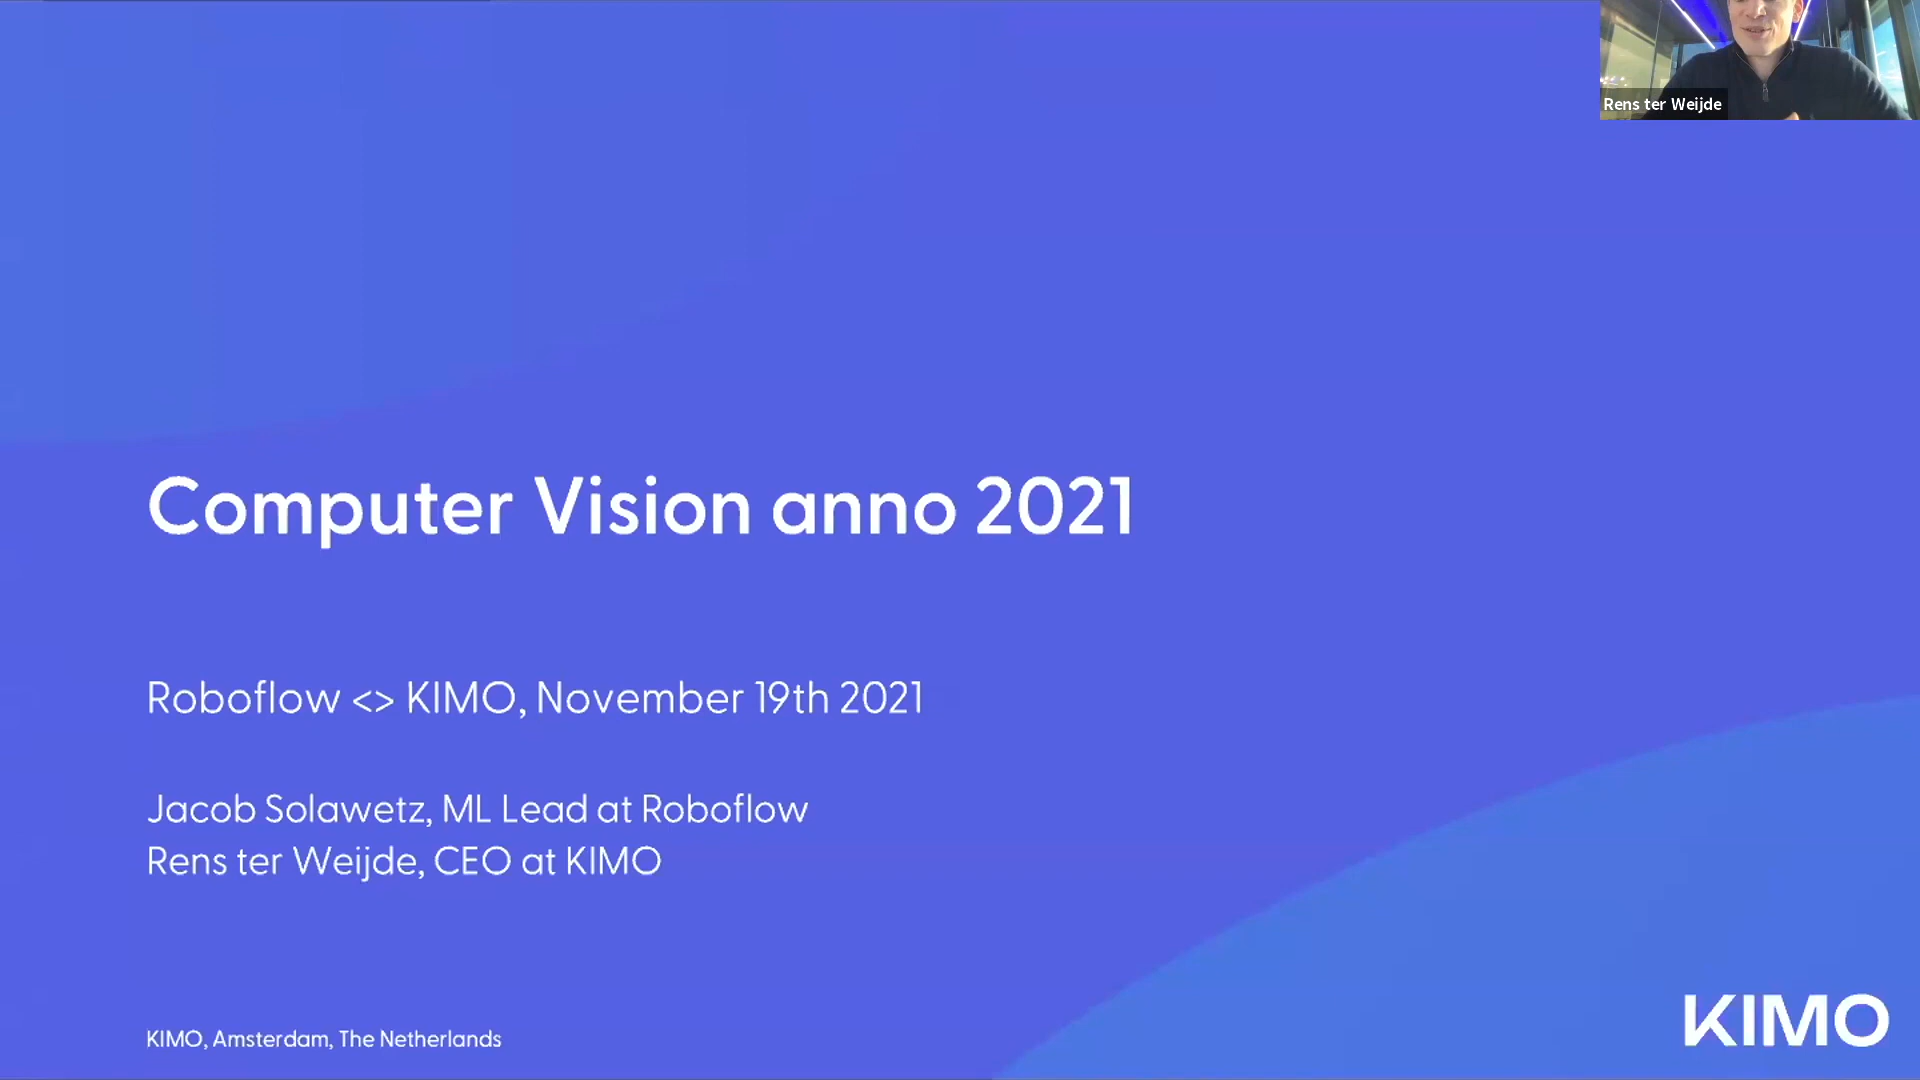 Rens ter Weijde
Computer Vision anno 2021
Roboflow <> KIMO, November 19th 2021
Jacob Solawetz, ML Lead at Roboflow
Rens ter Weijde, CEO at KIMO
KIMO, Amsterdam, The Netherlands
KIMO